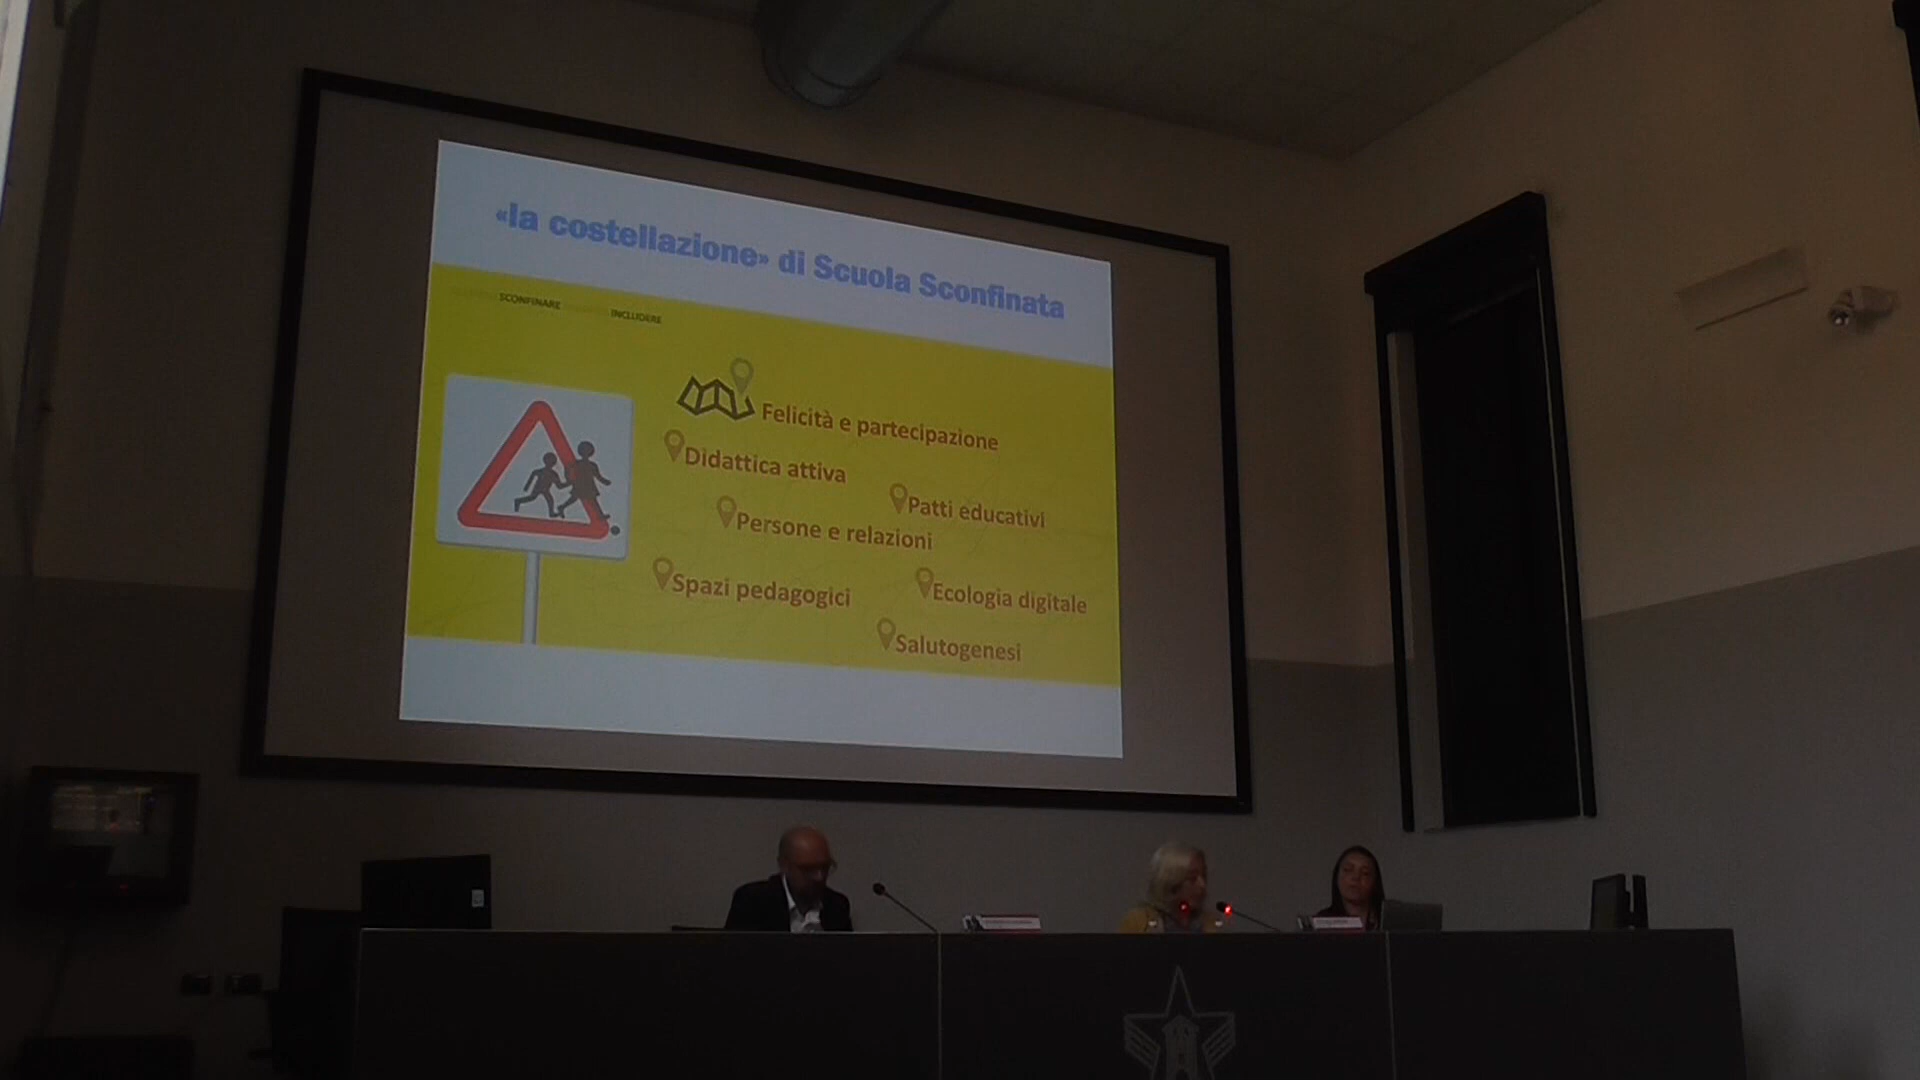 «la costellazione» di Scuola Sconfinata
SCONFINARE INCLUDERE
Felicità e partecipazione
Didattica attiva
Patti educativi
Persone e relazioni
Spazi pedagogici
Ecologia digitale
Salutogenesi